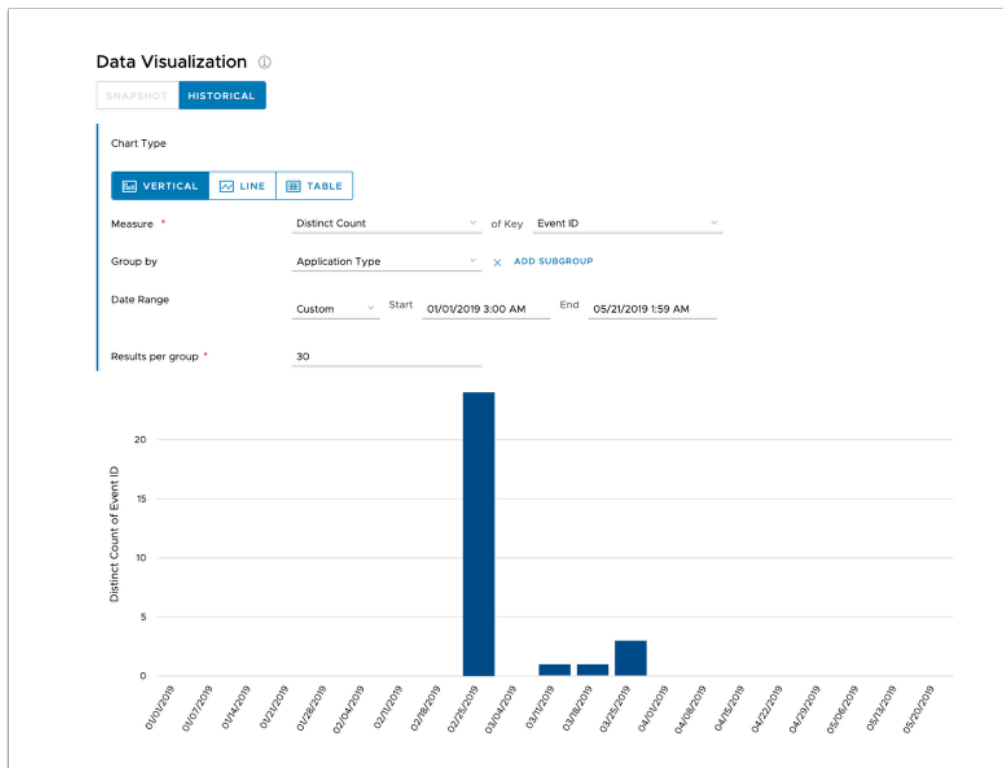 Data Visualization
SNAPSHOT HISTORICAL
Chart Type
VERTICAL LINE TABLE
Measure * Distinct Count of Key Event ID
Group by Application Type × ADD SUBGROUP
Date Range Custom Start 01/01/2019 3:00 AM End 05/21/2019 1:59 AM
Results per group * 30
Distinct Count of Event ID
20
15
10
5
0
01/01/2019 01/07/2019 01/14/2019 01/21/2019 01/28/2019 02/04/2019 02/11/2019 02/18/2019 02/25/2019 03/04/2019 03/11/2019 03/18/2019 03/25/2019 04/01/2019 04/08/2019 04/15/2019 04/22/2019 04/29/2019 05/06/2019 05/13/2019 05/20/2019